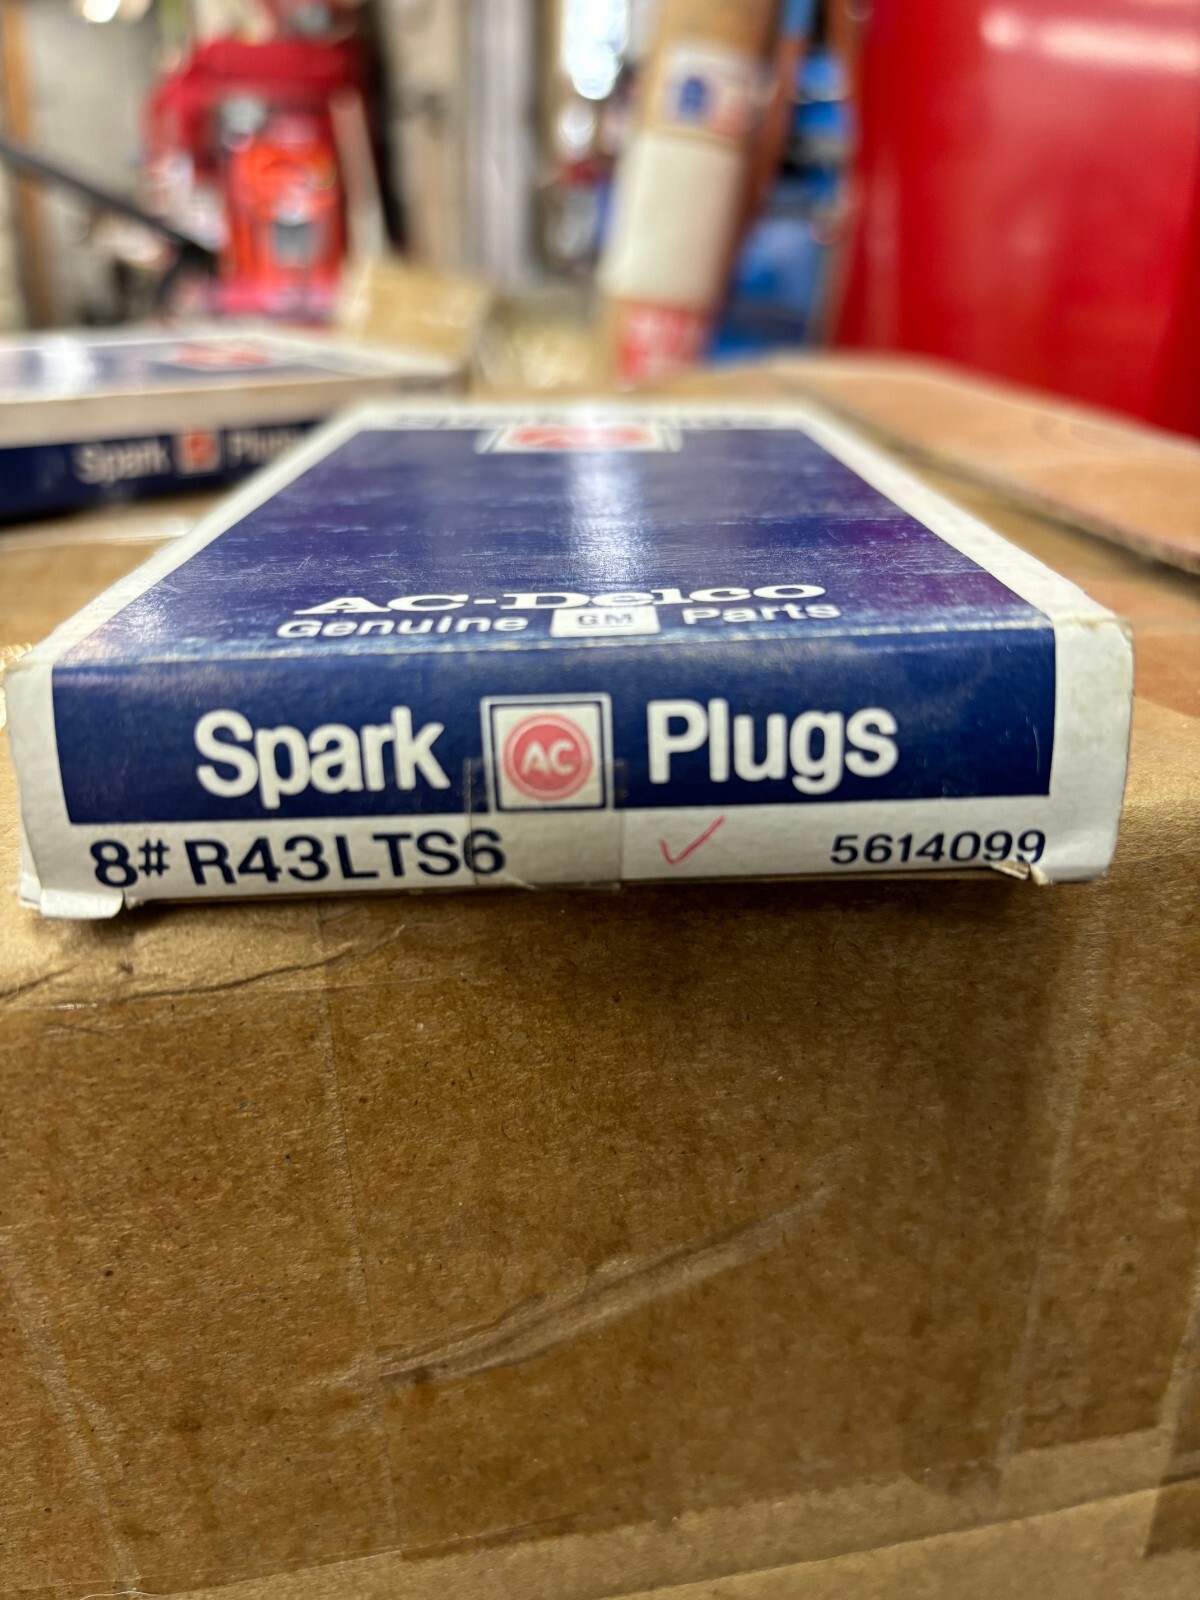 Spark AC Plugs
AC-Delco
Genuine GM Parts
Spark AC Plugs
8# R43LTS6 5614099